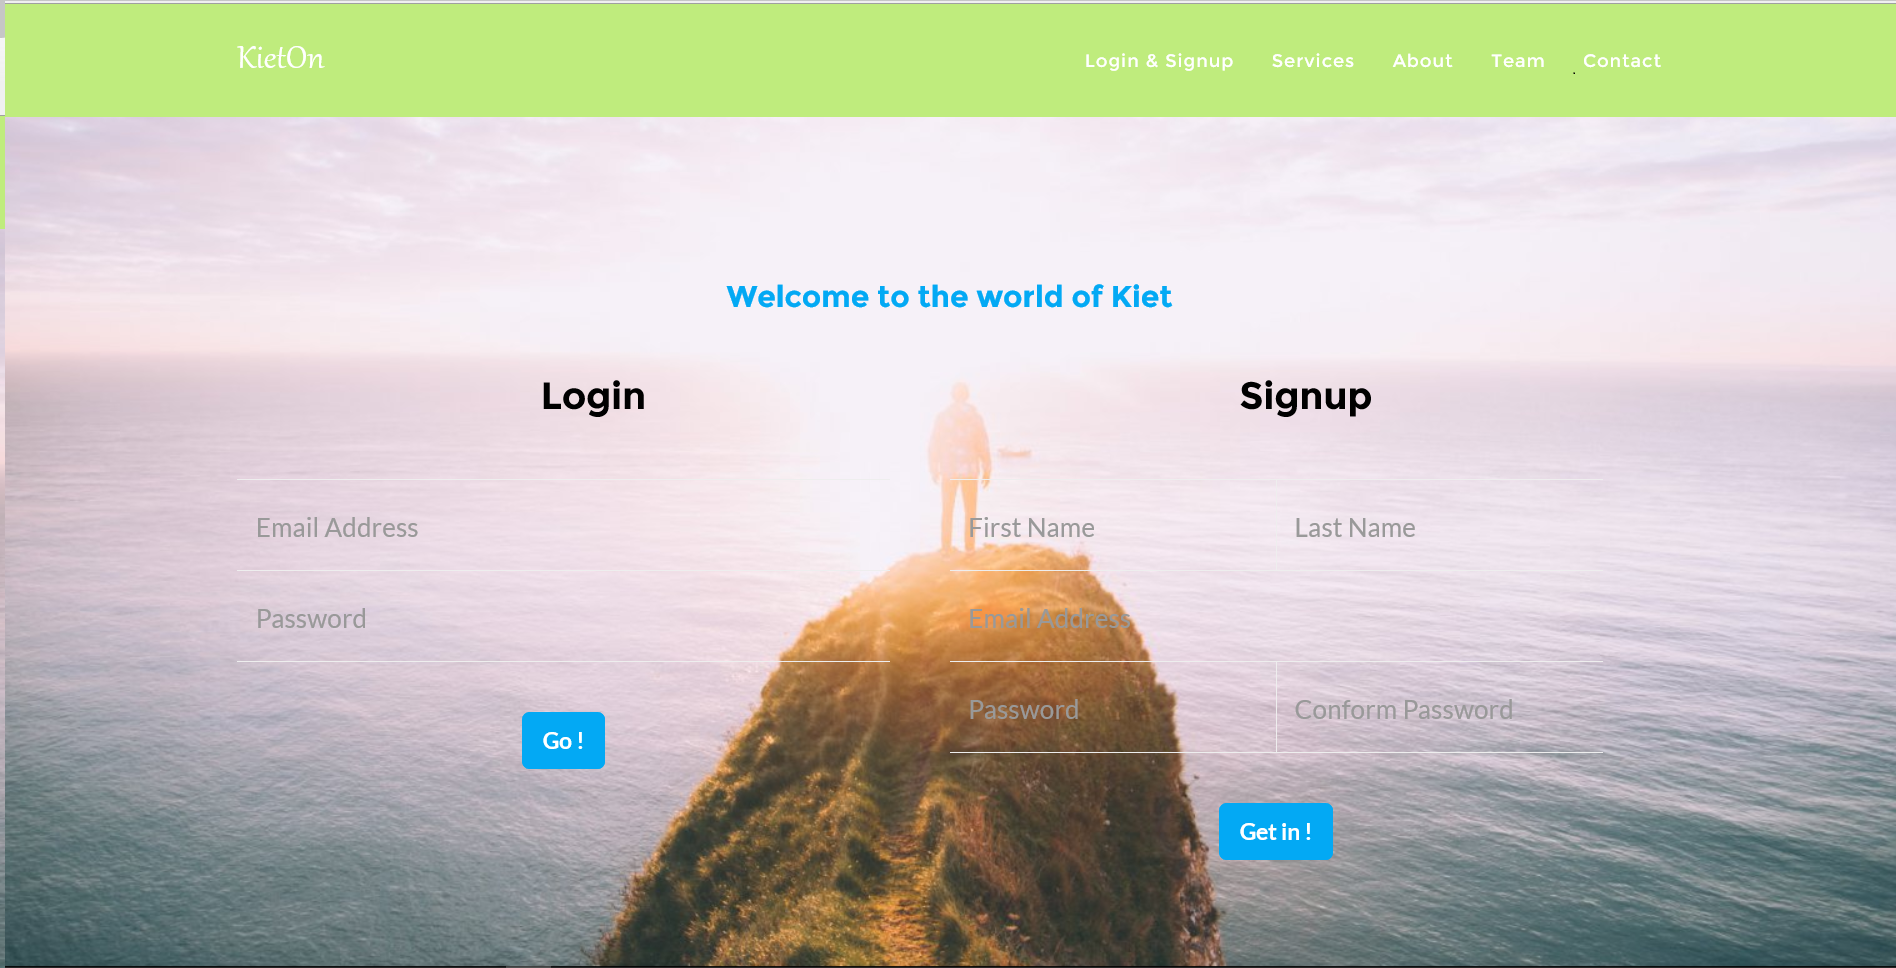 KietOn
Login & Signup Services About Team Contact
Welcome to the world of Kiet
Login
Email Address
Password
Go !
Signup
First Name Last Name
Email Address
Password Conform Password
Get in !